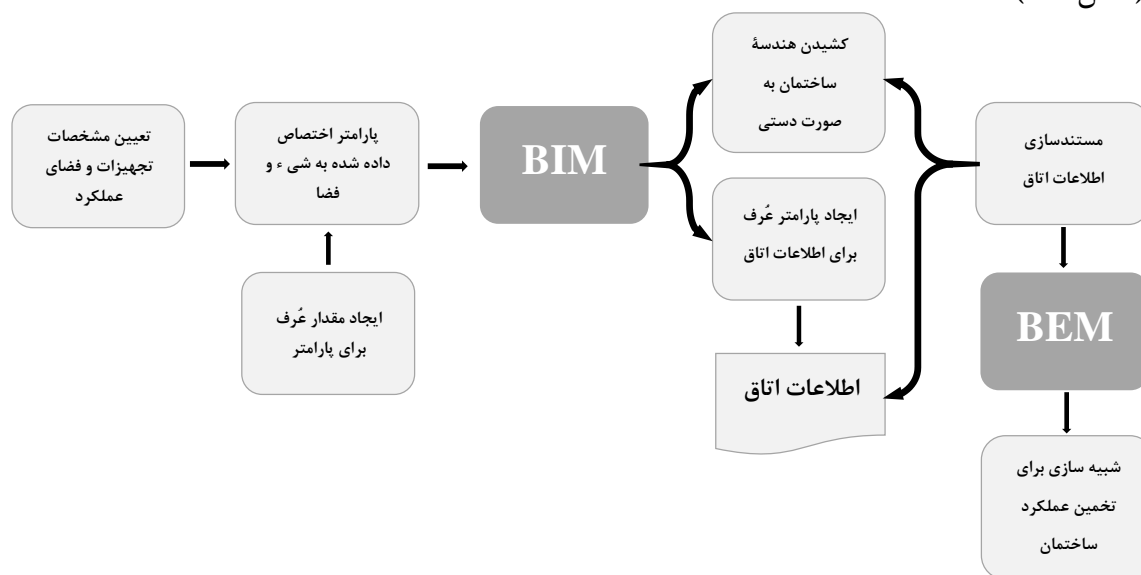 تعیین مشخصات
تجهیزات و فضای
عملکرد
پارامتر اختصاص
داده شده به شی ء و
فضا
ایجاد مقدار عُرف
برای پارامتر
BIM
کشیدن هندسهٔ
ساختمان به
صورت دستی
ایجاد پارامتر عُرف
برای اطلاعات اتاق
اطلاعات اتاق
مستندسازی
اطلاعات اتاق
BEM
شبیه سازی برای
تخمین عملکرد
ساختمان